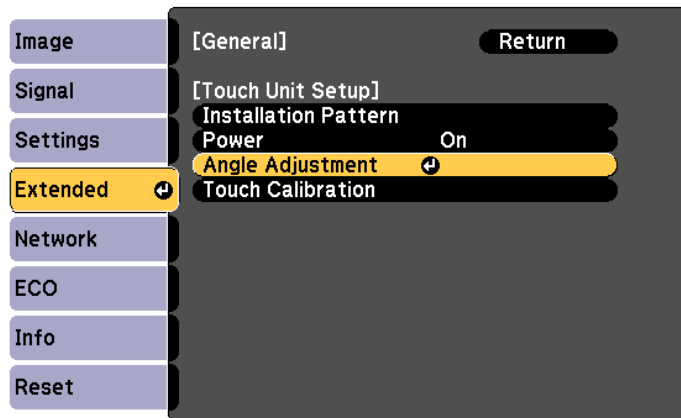 Image
Signal
Settings
Extended
Network
ECO
Info
Reset
[General] Return
[Touch Unit Setup]
Installation Pattern
Power On
Angle Adjustment
Touch Calibration